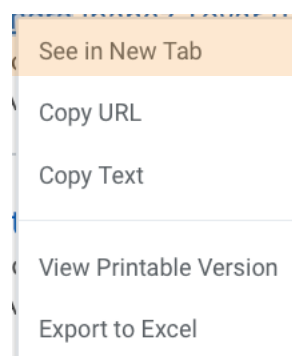 See in New Tab
Copy URL
Copy Text
View Printable Version
Export to Excel